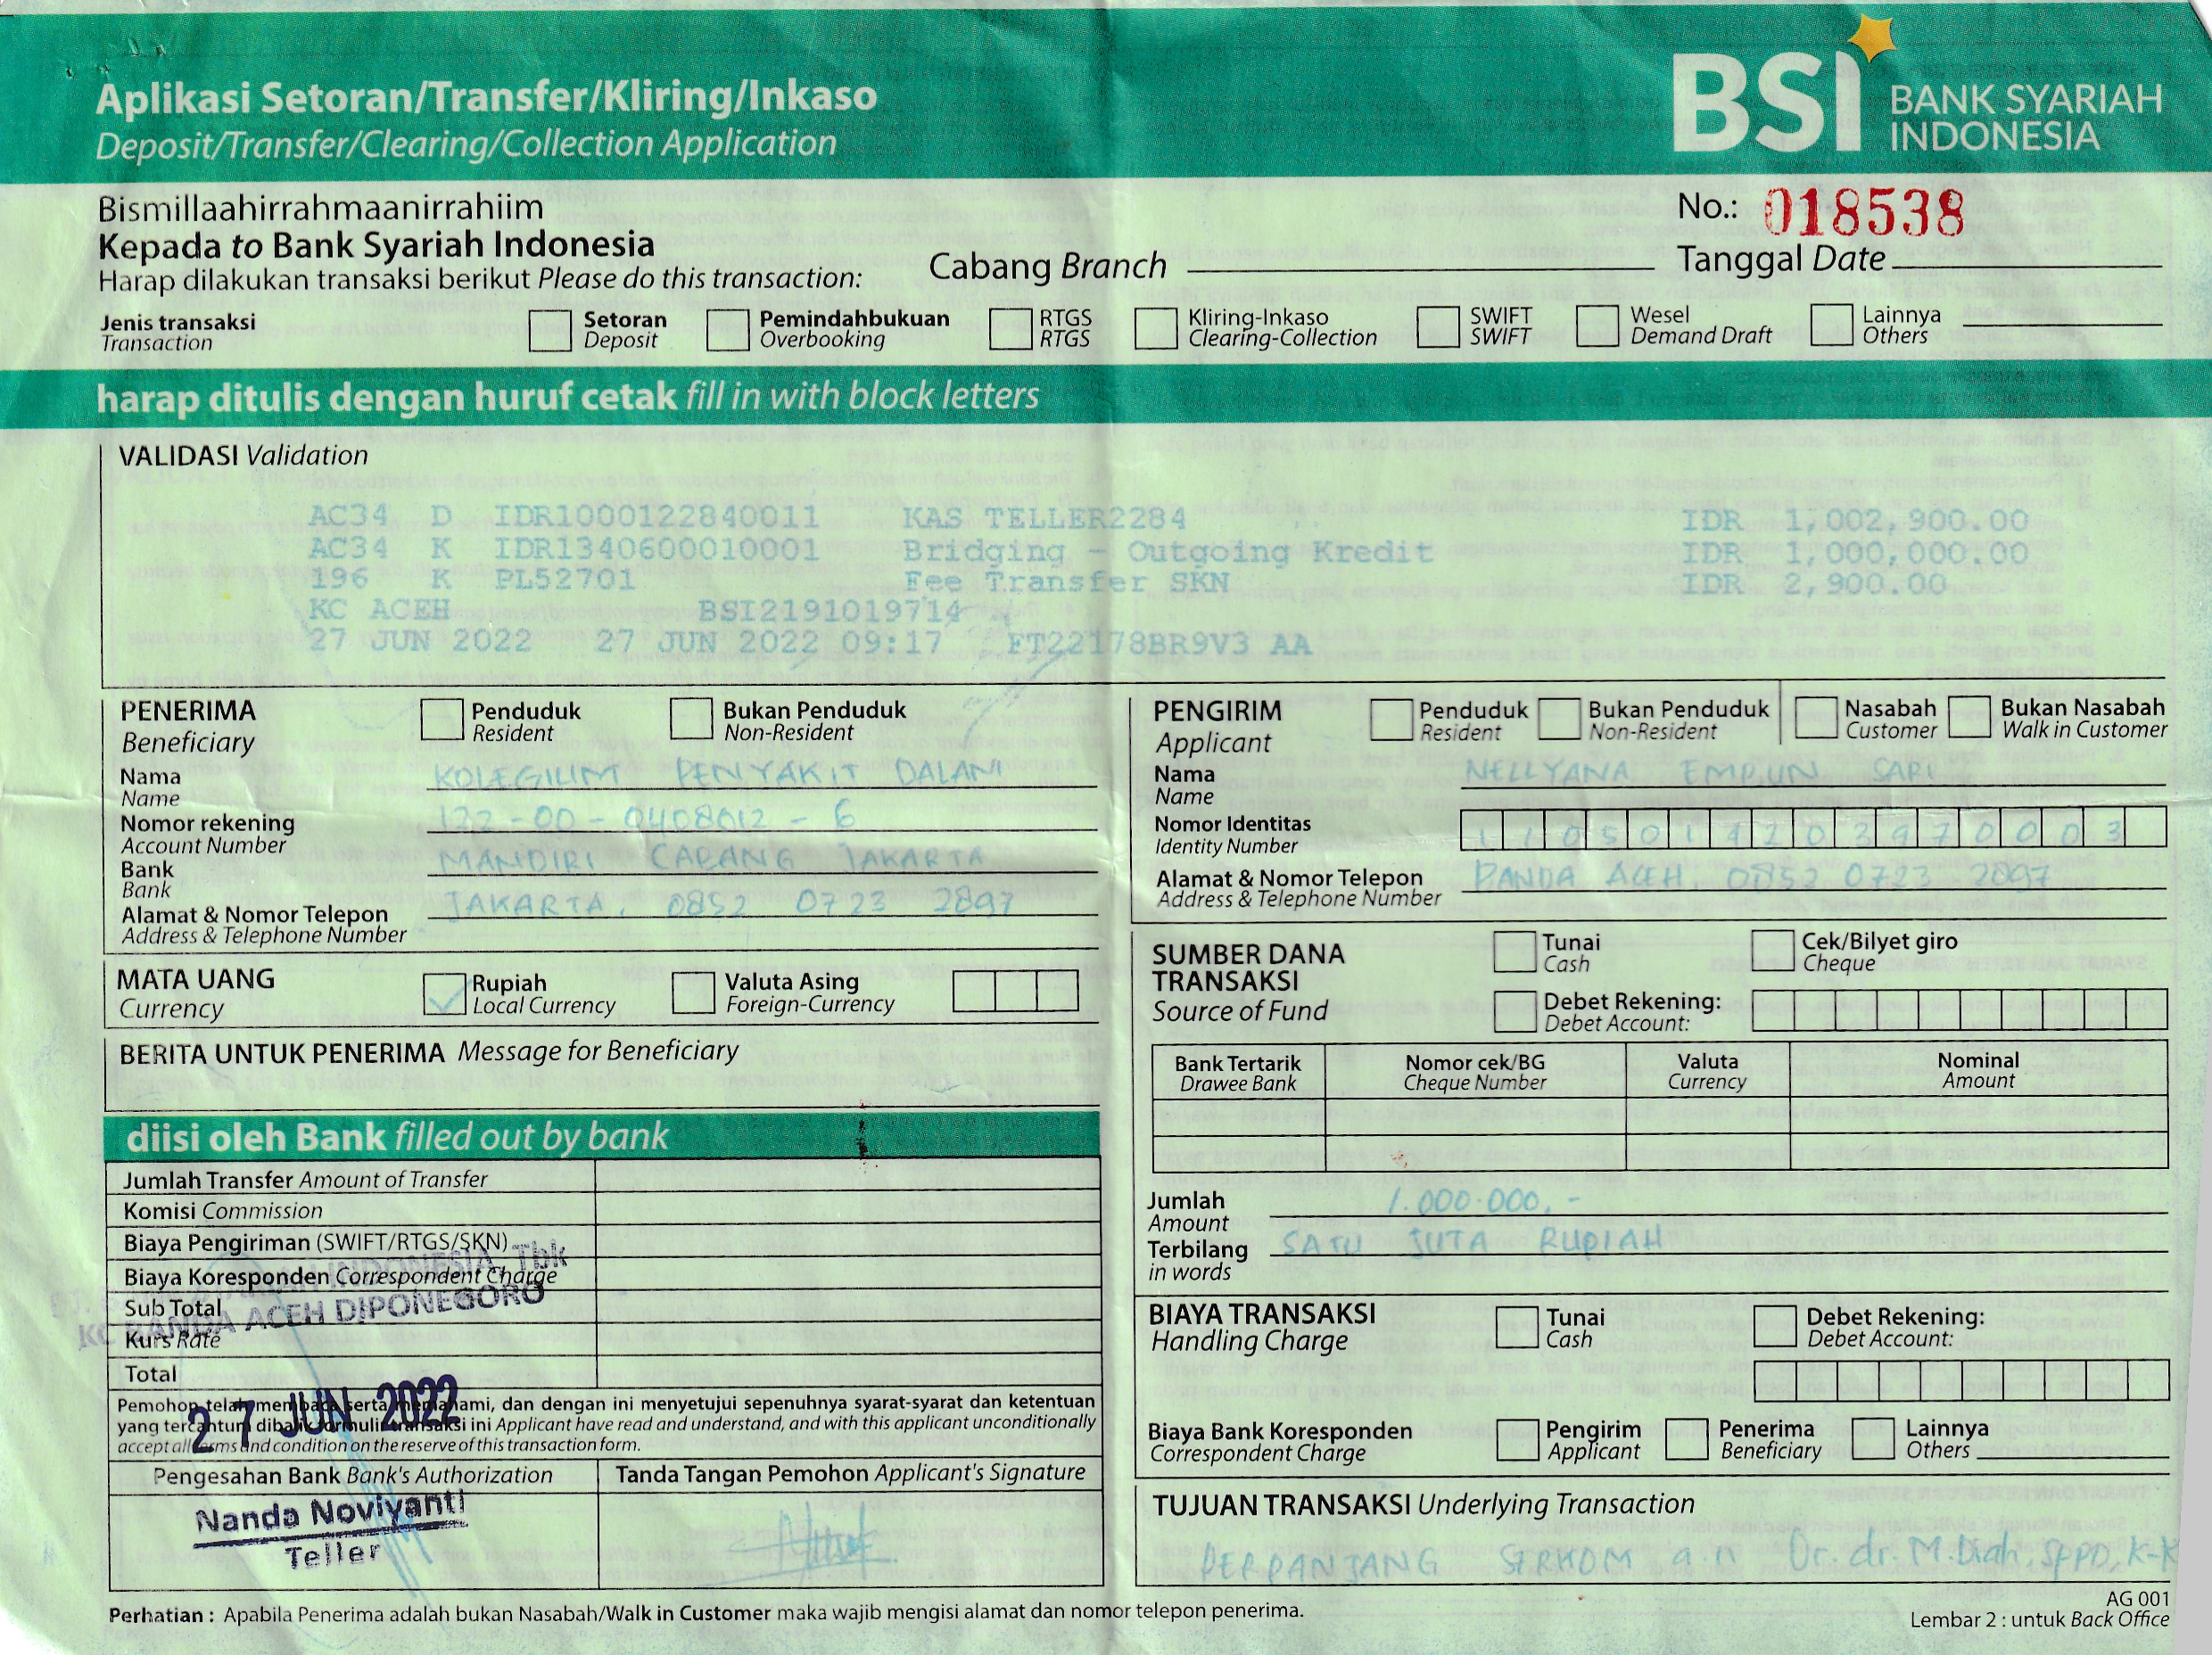 Aplikasi Setoran/Transfer/Kliring/Inkaso
Deposit/Transfer/Clearing/Collection Application
BSI BANK SYARIAH INDONESIA
Bismillaahirrahmaanirrahiim
Kepada to Bank Syariah Indonesia
Harap dilakukan transaksi berikut Please do this transaction:
Cabang Branch
No.: 018538
Tanggal Date
Jenis transaksi Transaction
Setoran Deposit
Pemindahbukuan Overbooking
RTGS RTGS
Kliring-Inkaso Clearing-Collection
SWIFT SWIFT
Wesel Demand Draft
Lainnya Others
harap ditulis dengan huruf cetak fill in with block letters
VALIDASI Validation
AC34 D IDR1000122840011 KAS TELLER2284 IDR 1,002,900.00
AC34 K IDR1340600010001 Bridging - Outgoing Kredit IDR 1,000,000.00
196 K PL52701 Fee Transfer SKN IDR 2,900.00
KC ACEH BSI2191019714
27 JUN 2022 27 JUN 2022 09:17 FT22178BR9V3 AA
PENERIMA Beneficiary
Penduduk Resident
Bukan Penduduk Non-Resident
Nama Name KOLEGIUM PENYAKIT DALAM
Nomor rekening Account Number 122-00-0408012-6
Bank Bank MANDIRI CABANG JAKARTA
Alamat & Nomor Telepon Address & Telephone Number JAKARTA, 0852 0723 2897
MATA UANG Currency
Rupiah Local Currency
Valuta Asing Foreign-Currency
BERITA UNTUK PENERIMA Message for Beneficiary
diisi oleh Bank filled out by bank
Jumlah Transfer Amount of Transfer
Komisi Commission
Biaya Pengiriman (SWIFT/RTGS/SKN)
Biaya Koresponden Correspondent Charge
Sub Total
Kurs Rate
Total
INDONESIA, Tbk
KC BANDA ACEH DIPONEGORO
27 JUN 2022
Pemohon telah membaca serta memahami, dan dengan ini menyetujui sepenuhnya syarat-syarat dan ketentuan
yang tercantum dibalik formulir transaksi ini Applicant have read and understand, and with this applicant unconditionally
accept all terms and condition on the reserve of this transaction form.
Pengesahan Bank Bank's Authorization
Tanda Tangan Pemohon Applicant's Signature
Nanda Noviyanti
Teller
PENGIRIM Applicant
Penduduk Resident
Bukan Penduduk Non-Resident
Nasabah Customer
Bukan Nasabah Walk in Customer
Nama Name NELLYANA EMPUN SARI
Nomor Identitas Identity Number 1105014203970003
Alamat & Nomor Telepon Address & Telephone Number BANDA ACEH, 0852 0723 2897
SUMBER DANA TRANSAKSI Source of Fund
Tunai Cash
Cek/Bilyet giro Cheque
Debet Rekening: Debet Account:
Bank Tertarik Drawee Bank
Nomor cek/BG Cheque Number
Valuta Currency
Nominal Amount
Jumlah Amount 1.000.000,-
Terbilang in words SATU JUTA RUPIAH
BIAYA TRANSAKSI Handling Charge
Tunai Cash
Debet Rekening: Debet Account:
Biaya Bank Koresponden Correspondent Charge
Pengirim Applicant
Penerima Beneficiary
Lainnya Others
TUJUAN TRANSAKSI Underlying Transaction
PERPANJANG SERKOM a.n Dr. dr. M. Diah, SpPD, K-K
Perhatian : Apabila Penerima adalah bukan Nasabah/Walk in Customer maka wajib mengisi alamat dan nomor telepon penerima.
AG 001
Lembar 2 : untuk Back Office